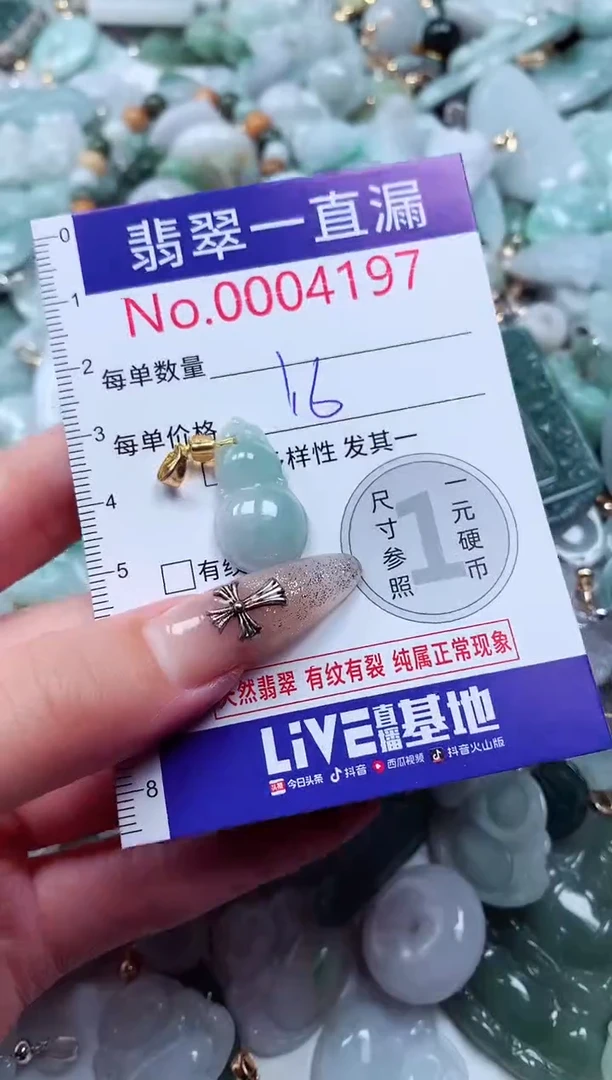 翡翠一直漏
No.0004197
每单数量
16
每单价格
样性 发其一
尺寸参照
1
一元硬币
有纹
天然翡翠 有纹有裂 纯属正常现象
LiVE直播基地
头条 今日头条 抖音 西瓜视频 抖音火山版
0
1
2
3
4
5
8